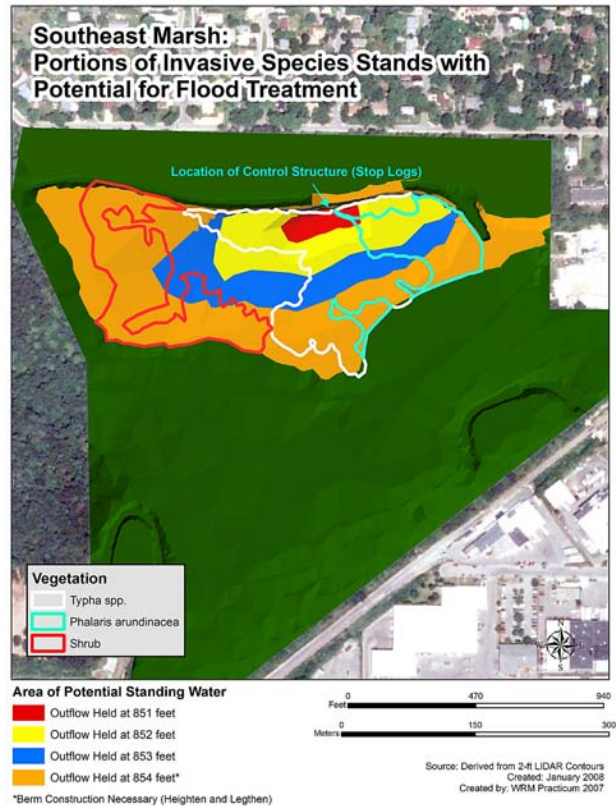 Southeast Marsh:
Portions of Invasive Species Stands with
Potential for Flood Treatment
Location of Control Structure (Stop Logs)
Vegetation
Typha spp.
Phalaris arundinacea
Shrub
N
S
Area of Potential Standing Water
Outflow Held at 851 feet
Outflow Held at 852 feet
Outflow Held at 853 feet
Outflow Held at 854 feet*
*Berm Construction Necessary (Heighten and Legthen)
0 470 940
Feet
0 150 300
Meters
Source: Derived from 2-ft LIDAR Contours
Created: January 2008
Created by: WRM Practicum 2007